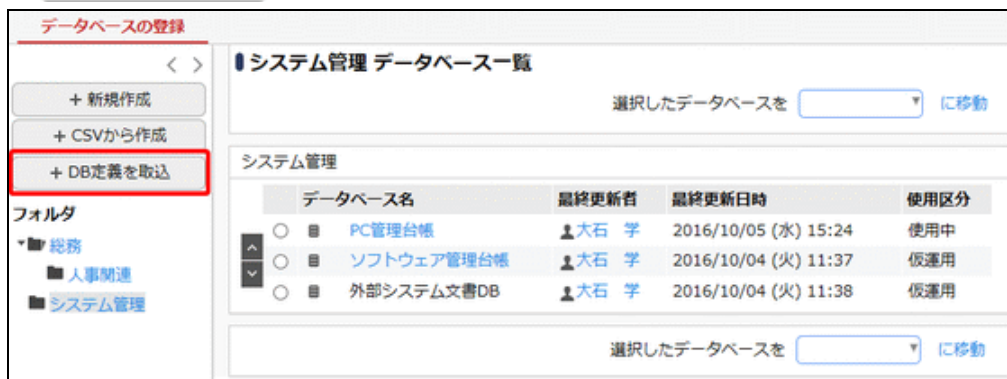 データベースの登録
< >
+ 新規作成
+ CSVから作成
+ DB定義を取込
フォルダ
総務
人事関連
システム管理
システム管理 データベース一覧
選択したデータベースを に移動
システム管理
データベース名 最終更新者 最終更新日時 使用区分
PC管理台帳 大石 学 2016/10/05 (水) 15:24 使用中
ソフトウェア管理台帳 大石 学 2016/10/04 (火) 11:37 仮運用
外部システム文書DB 大石 学 2016/10/04 (火) 11:38 仮運用
選択したデータベースを に移動